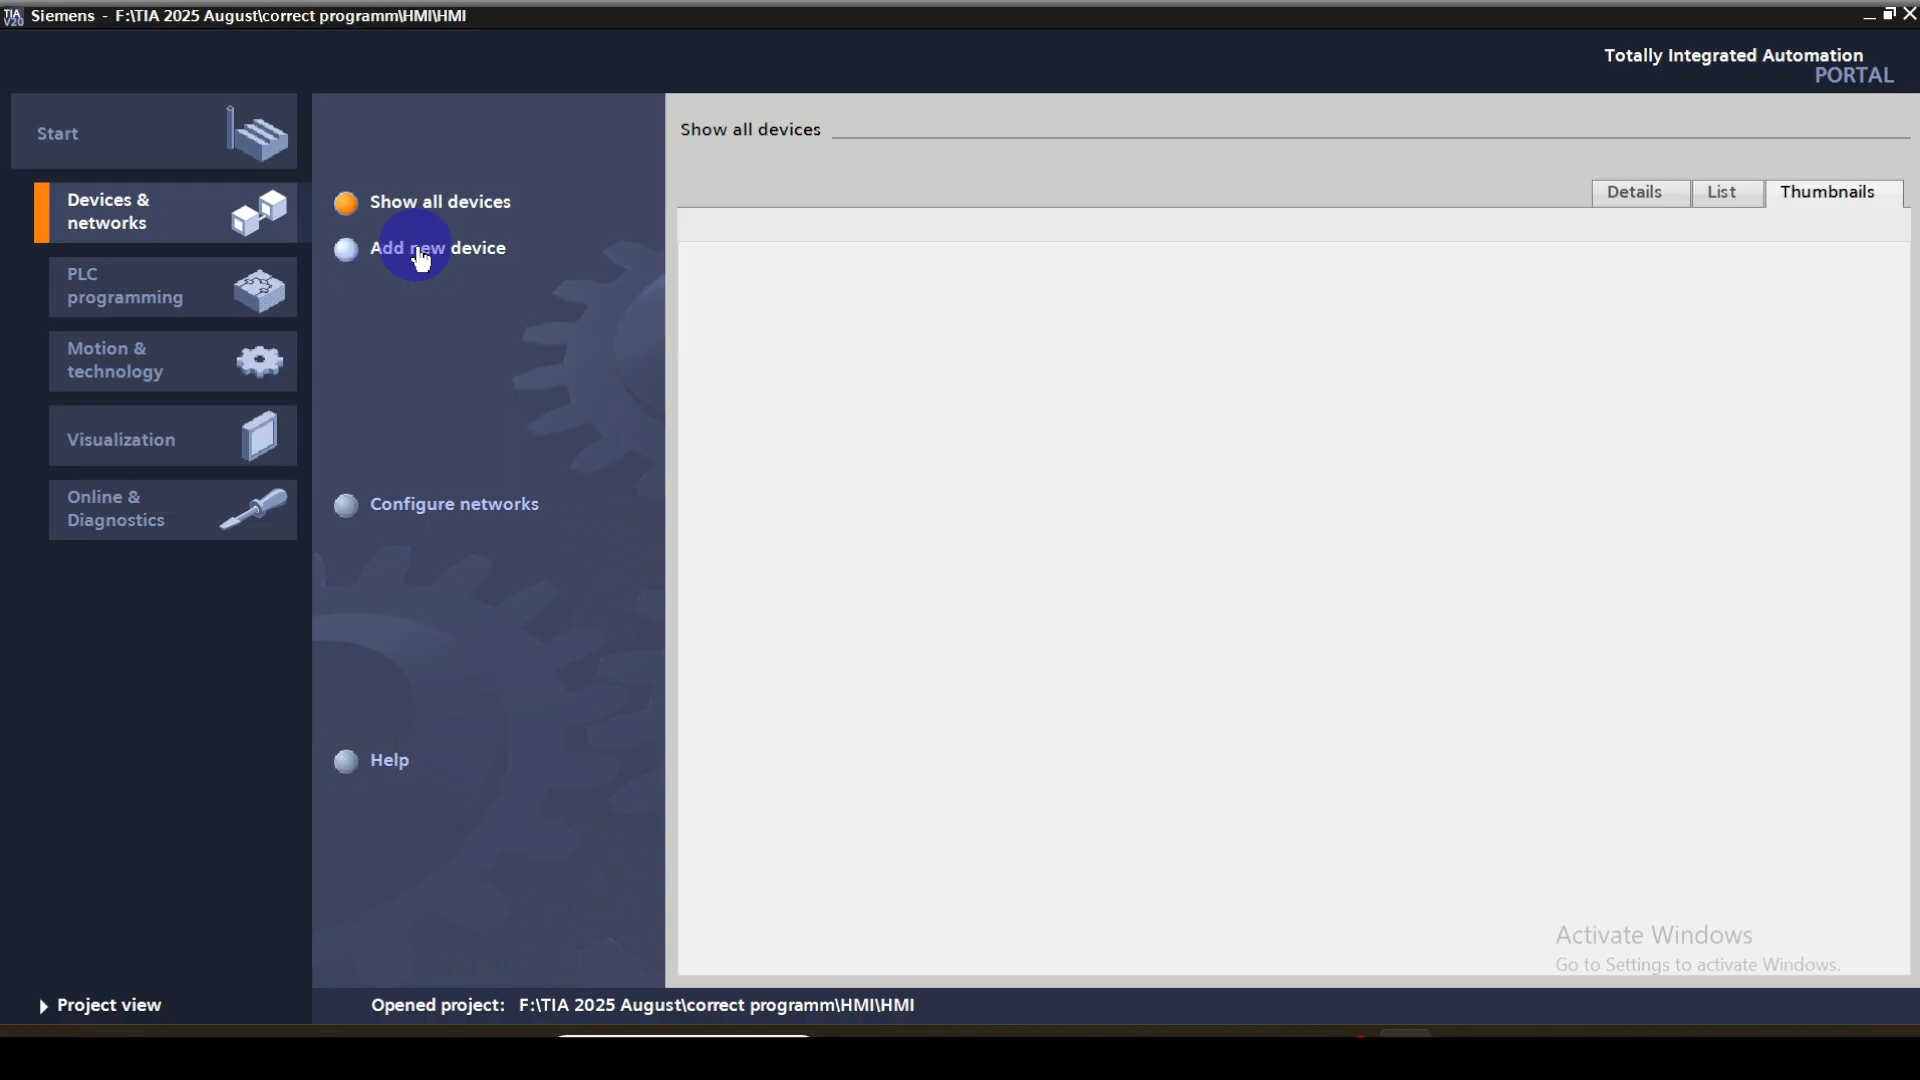 TIA V20
Siemens - F:\TIA 2025 August\correct programm\HMI\HMI
Totally Integrated Automation
PORTAL
Start
Devices &
networks
PLC
programming
Motion &
technology
Visualization
Online &
Diagnostics
Show all devices
Add new device
Configure networks
Help
Show all devices
Details
List
Thumbnails
Activate Windows
Go to Settings to activate Windows.
Project view
Opened project: F:\TIA 2025 August\correct programm\HMI\HMI